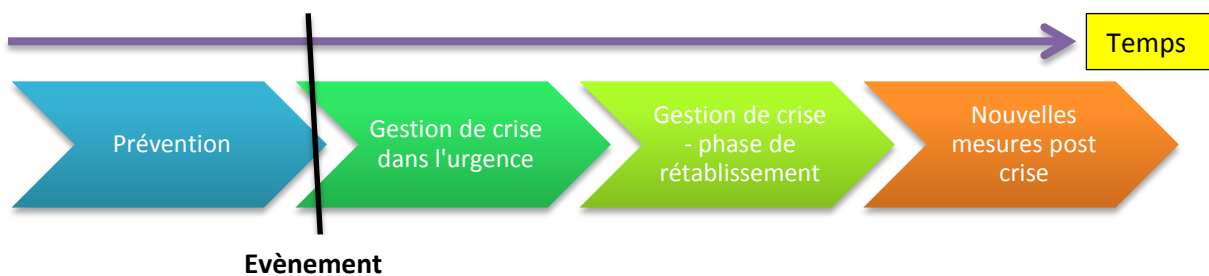 Temps
Prévention
Gestion de crise
dans l'urgence
Gestion de crise
- phase de
rétablissement
Nouvelles
mesures post
crise
Evènement